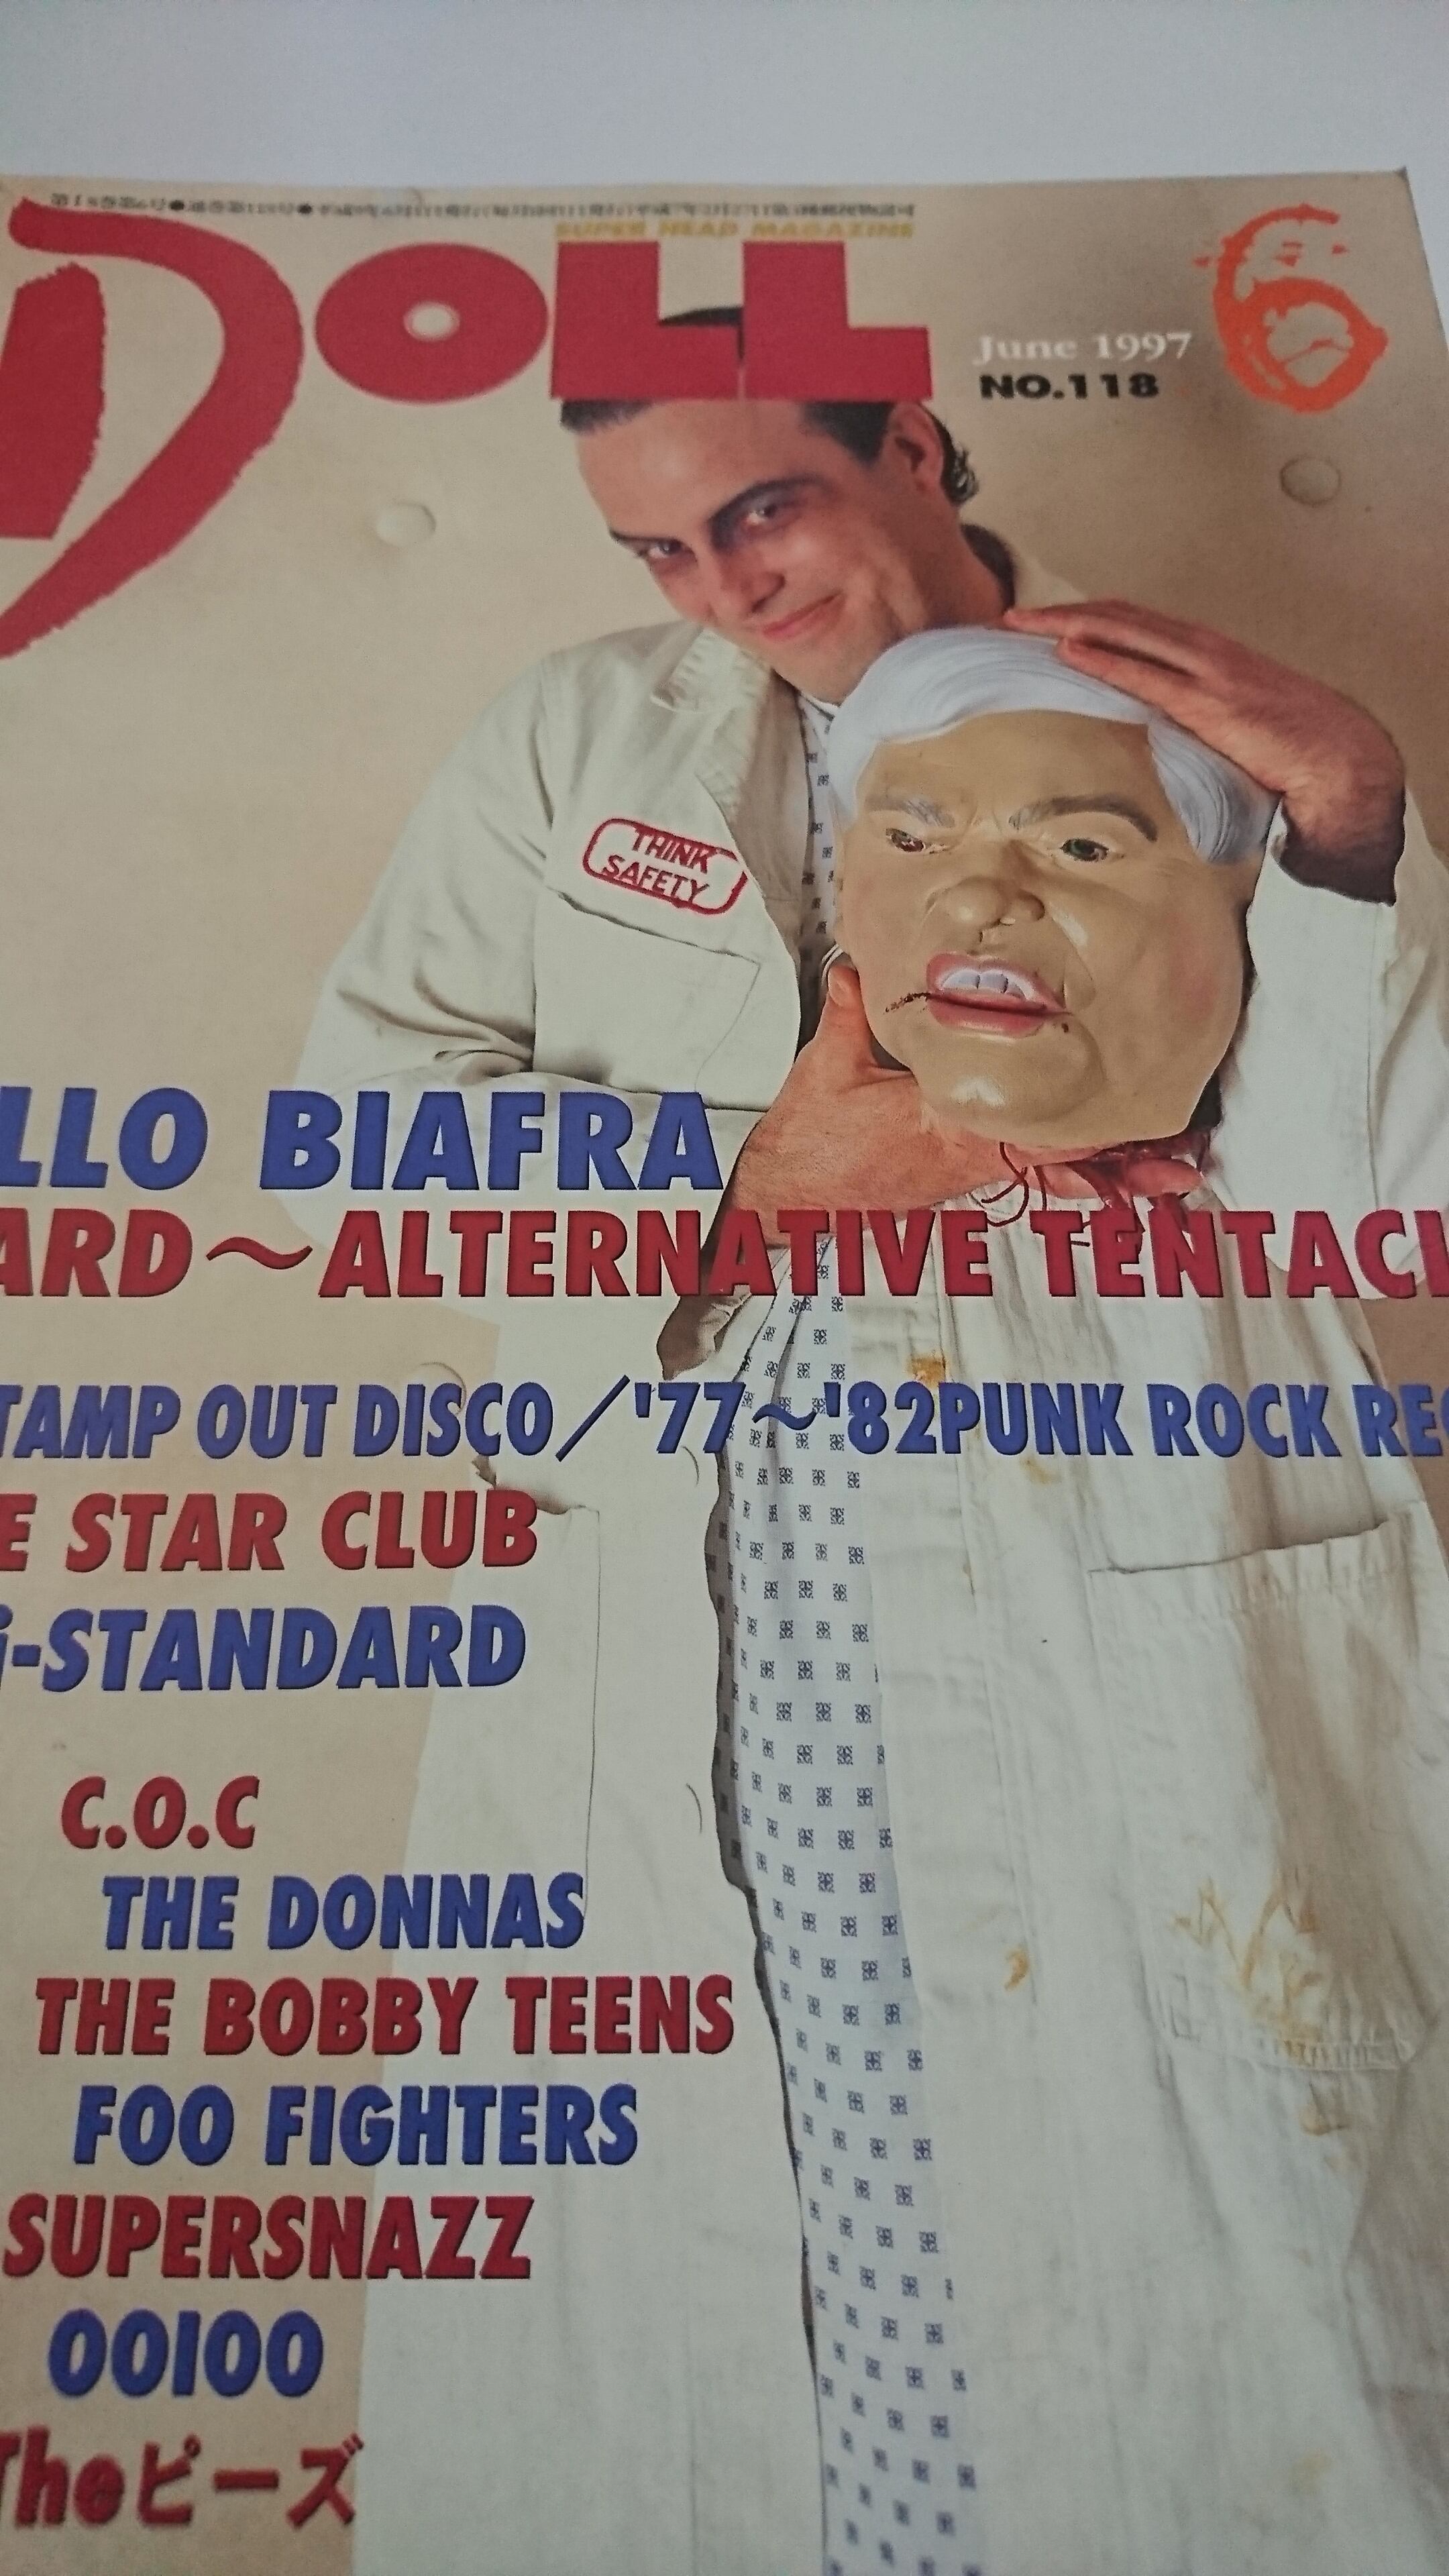 SUPER HEAD MAGAZINE
DOLL
June 1997
NO.118
6
THINK
SAFETY
LLO BIAFRA
ARD〜ALTERNATIVE TENTACL
TAMP OUT DISCO/'77〜'82PUNK ROCK REC
E STAR CLUB
i-STANDARD
C.O.C
THE DONNAS
THE BOBBY TEENS
FOO FIGHTERS
SUPERSNAZZ
OOIOO
Theピーズ